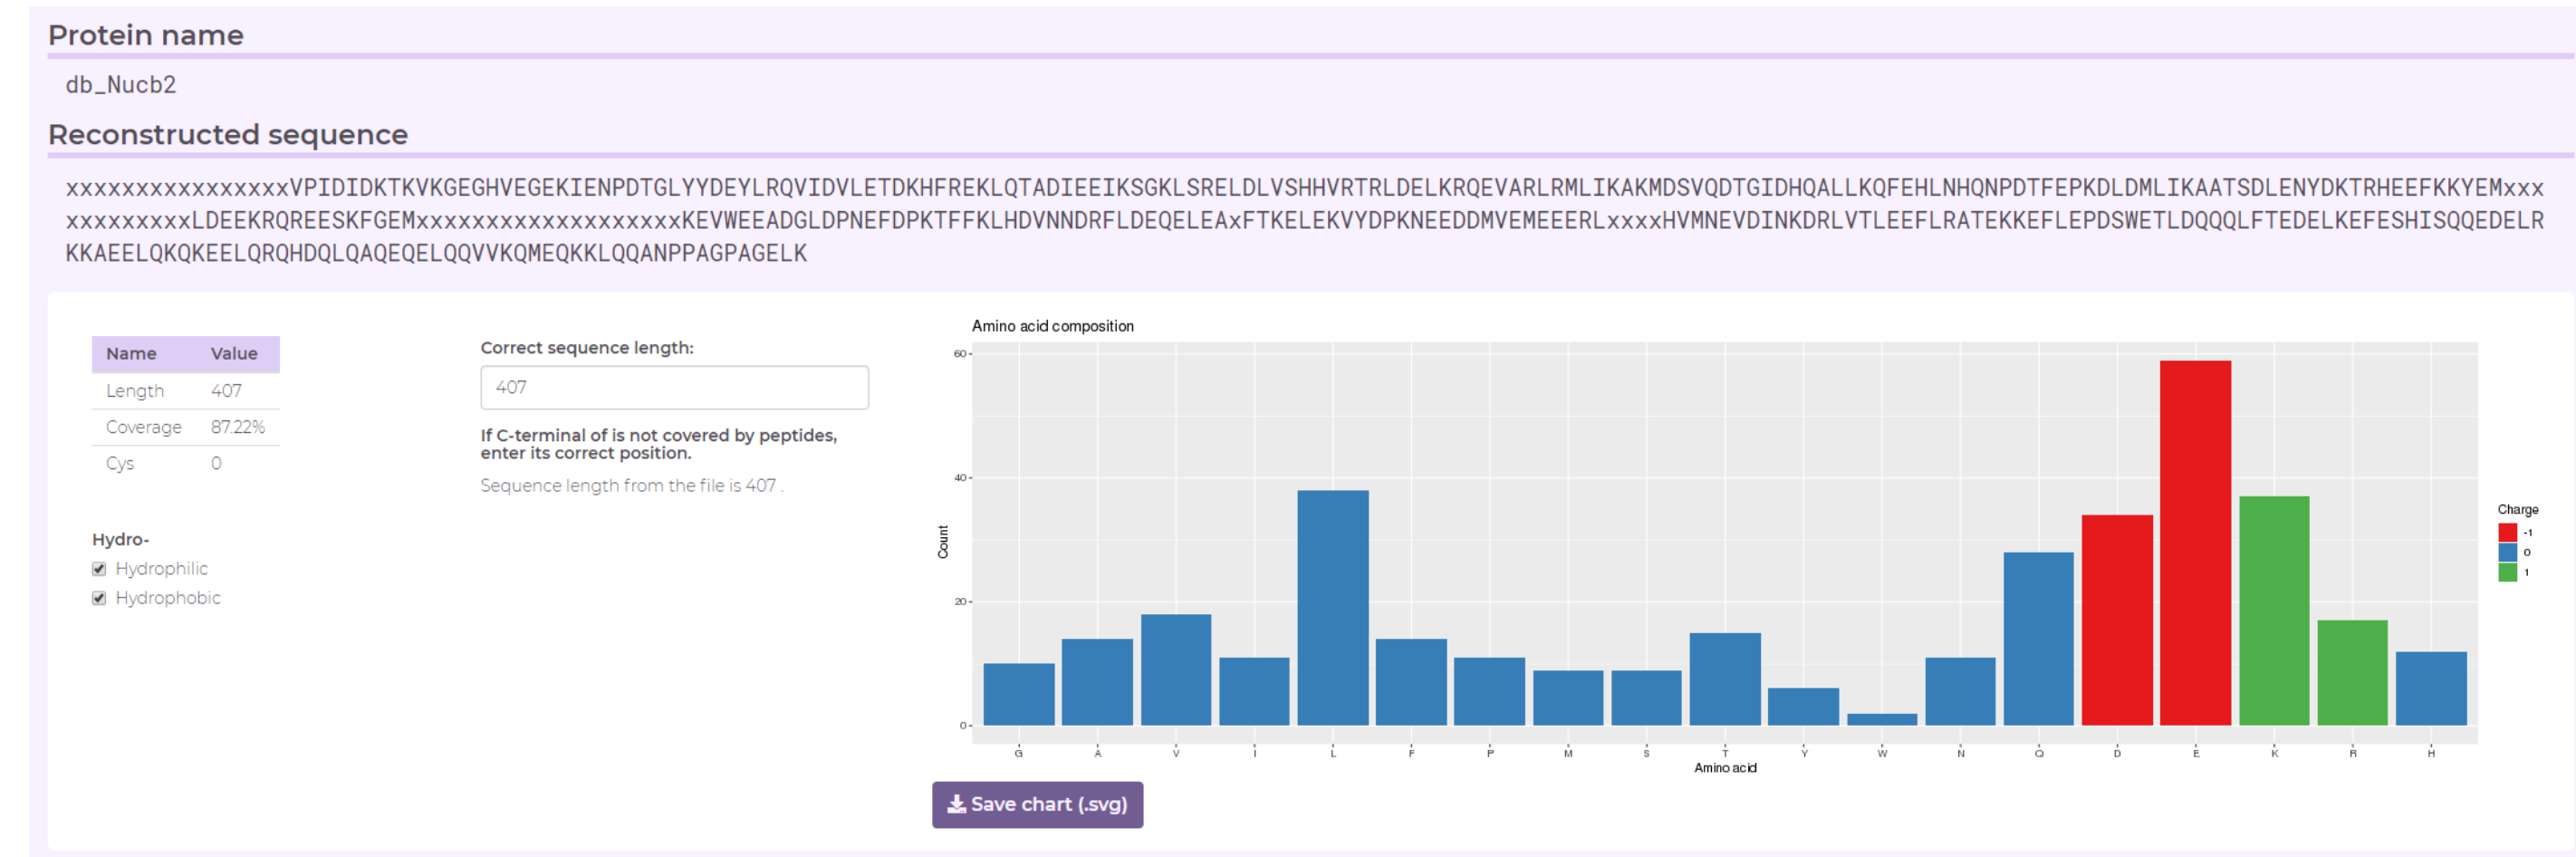 Protein name
db_Nucb2
Reconstructed sequence
xxxxxxxxxxxxxxxxVPIDIDKTKVKGEGHVEGEKIENPDTGLYYDEYLRQVIDVLETDKHFREKLQTADIEEIKSGKLSRELDLVSHHVRTRLDELKRQEVARLRMLIKAKMDSVQDTGIDHQALLKQFEHLNHQNPDTFEPKDLDMLIKAATSDLENYDKTRHEEFKKYEMxxx
xxxxxxxxxLDEEKRQREESKFGEMxxxxxxxxxxxxxxxxxxxKEVWEEADGLDPNEFDPKTFFKLHDVNNDRFLDEQELEAxFTKELEKVYDPKNEEDDMVEMEEERLxxxxHVMNEVDINKDRLVTLEEFLRATEKKEFLEPDSWETLDQQQLFTEDELKEFESHISQQEDELR
KKAEELQKQKEELQRQHDQLQAQEQELQQVVKQMEQKKLQQANPPAGPAGELK
Name Value
Length 407
Coverage 87.22%
Cys 0
Hydro-
Hydrophilic
Hydrophobic
Correct sequence length:
407
If C-terminal of is not covered by peptides,
enter its correct position.
Sequence length from the file is 407 .
Amino acid composition
60
40
20
0
Count
G A V I L F P M S T Y W N Q D E K R H
Amino acid
Charge
-1
0
1
Save chart (.svg)